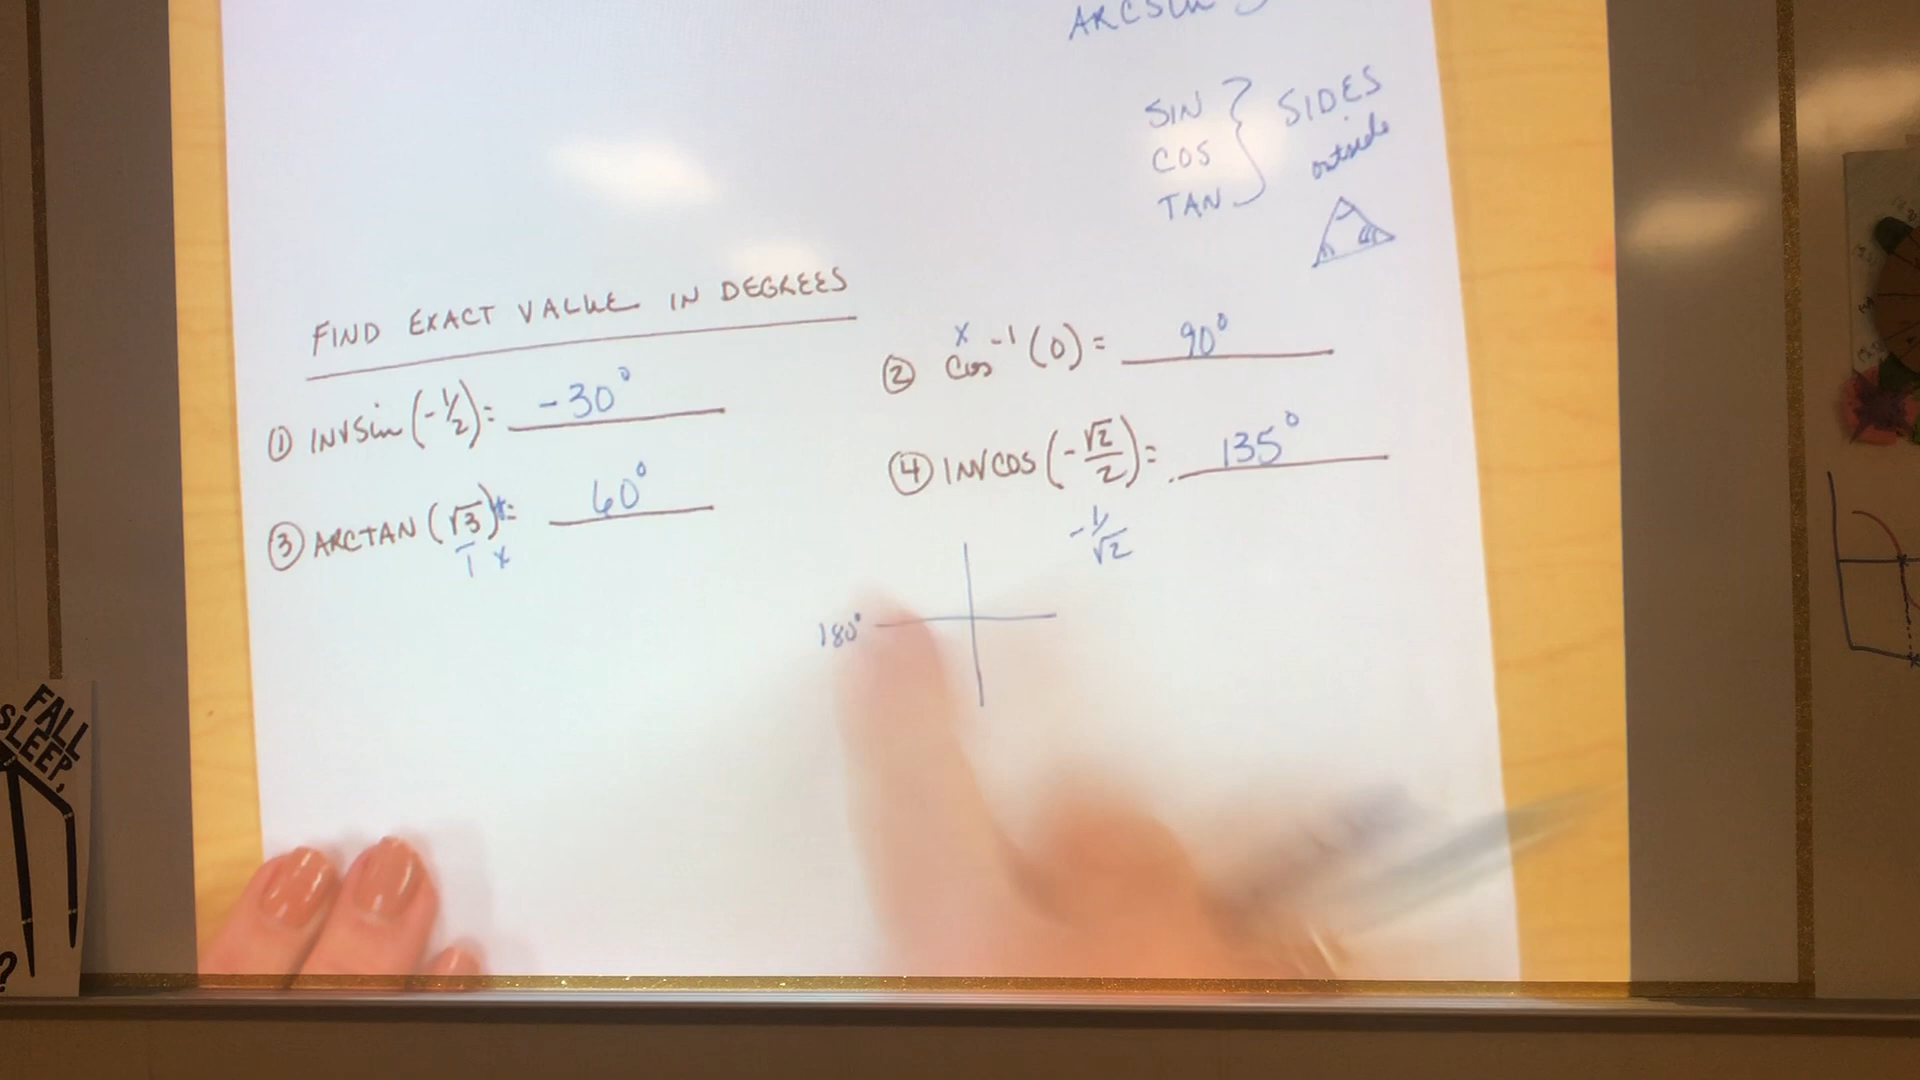 ARCSin
SIN
COS
TAN
SIDES
outside
FIND EXACT VALUE IN DEGREES
① INVSin (-1/2) = -30°
② x cos⁻¹ (0) = 90°
③ ARCTAN (√3) = 60°
1 x
④ INVCOS (-√2/2) = 135°
-1/√2
180°
FALL
SLEEP,
?